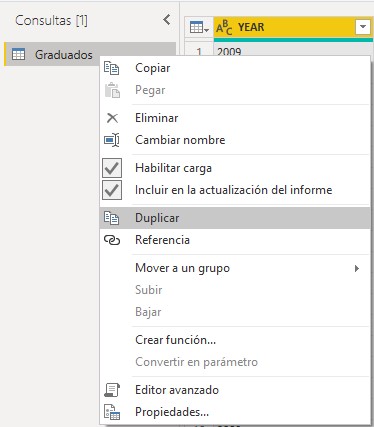 Consultas [1]
ABC YEAR
1 2009
Graduados
Copiar
Pegar
Eliminar
Cambiar nombre
Habilitar carga
Incluir en la actualización del informe
Duplicar
Referencia
Mover a un grupo
Subir
Bajar
Crear función...
Convertir en parámetro
Editor avanzado
Propiedades...